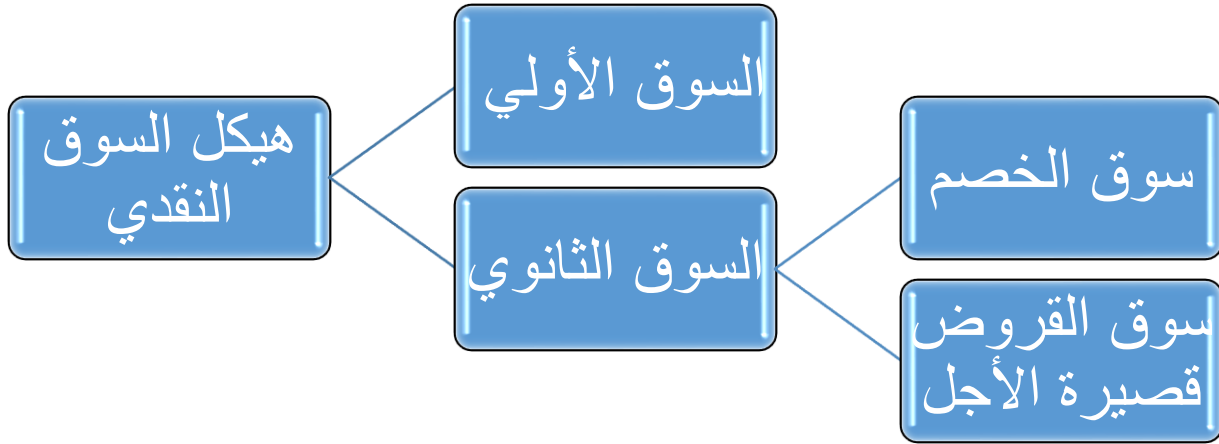 هيكل السوق
النقدي
السوق الأولي
السوق الثانوي
سوق الخصم
سوق القروض
قصيرة الأجل